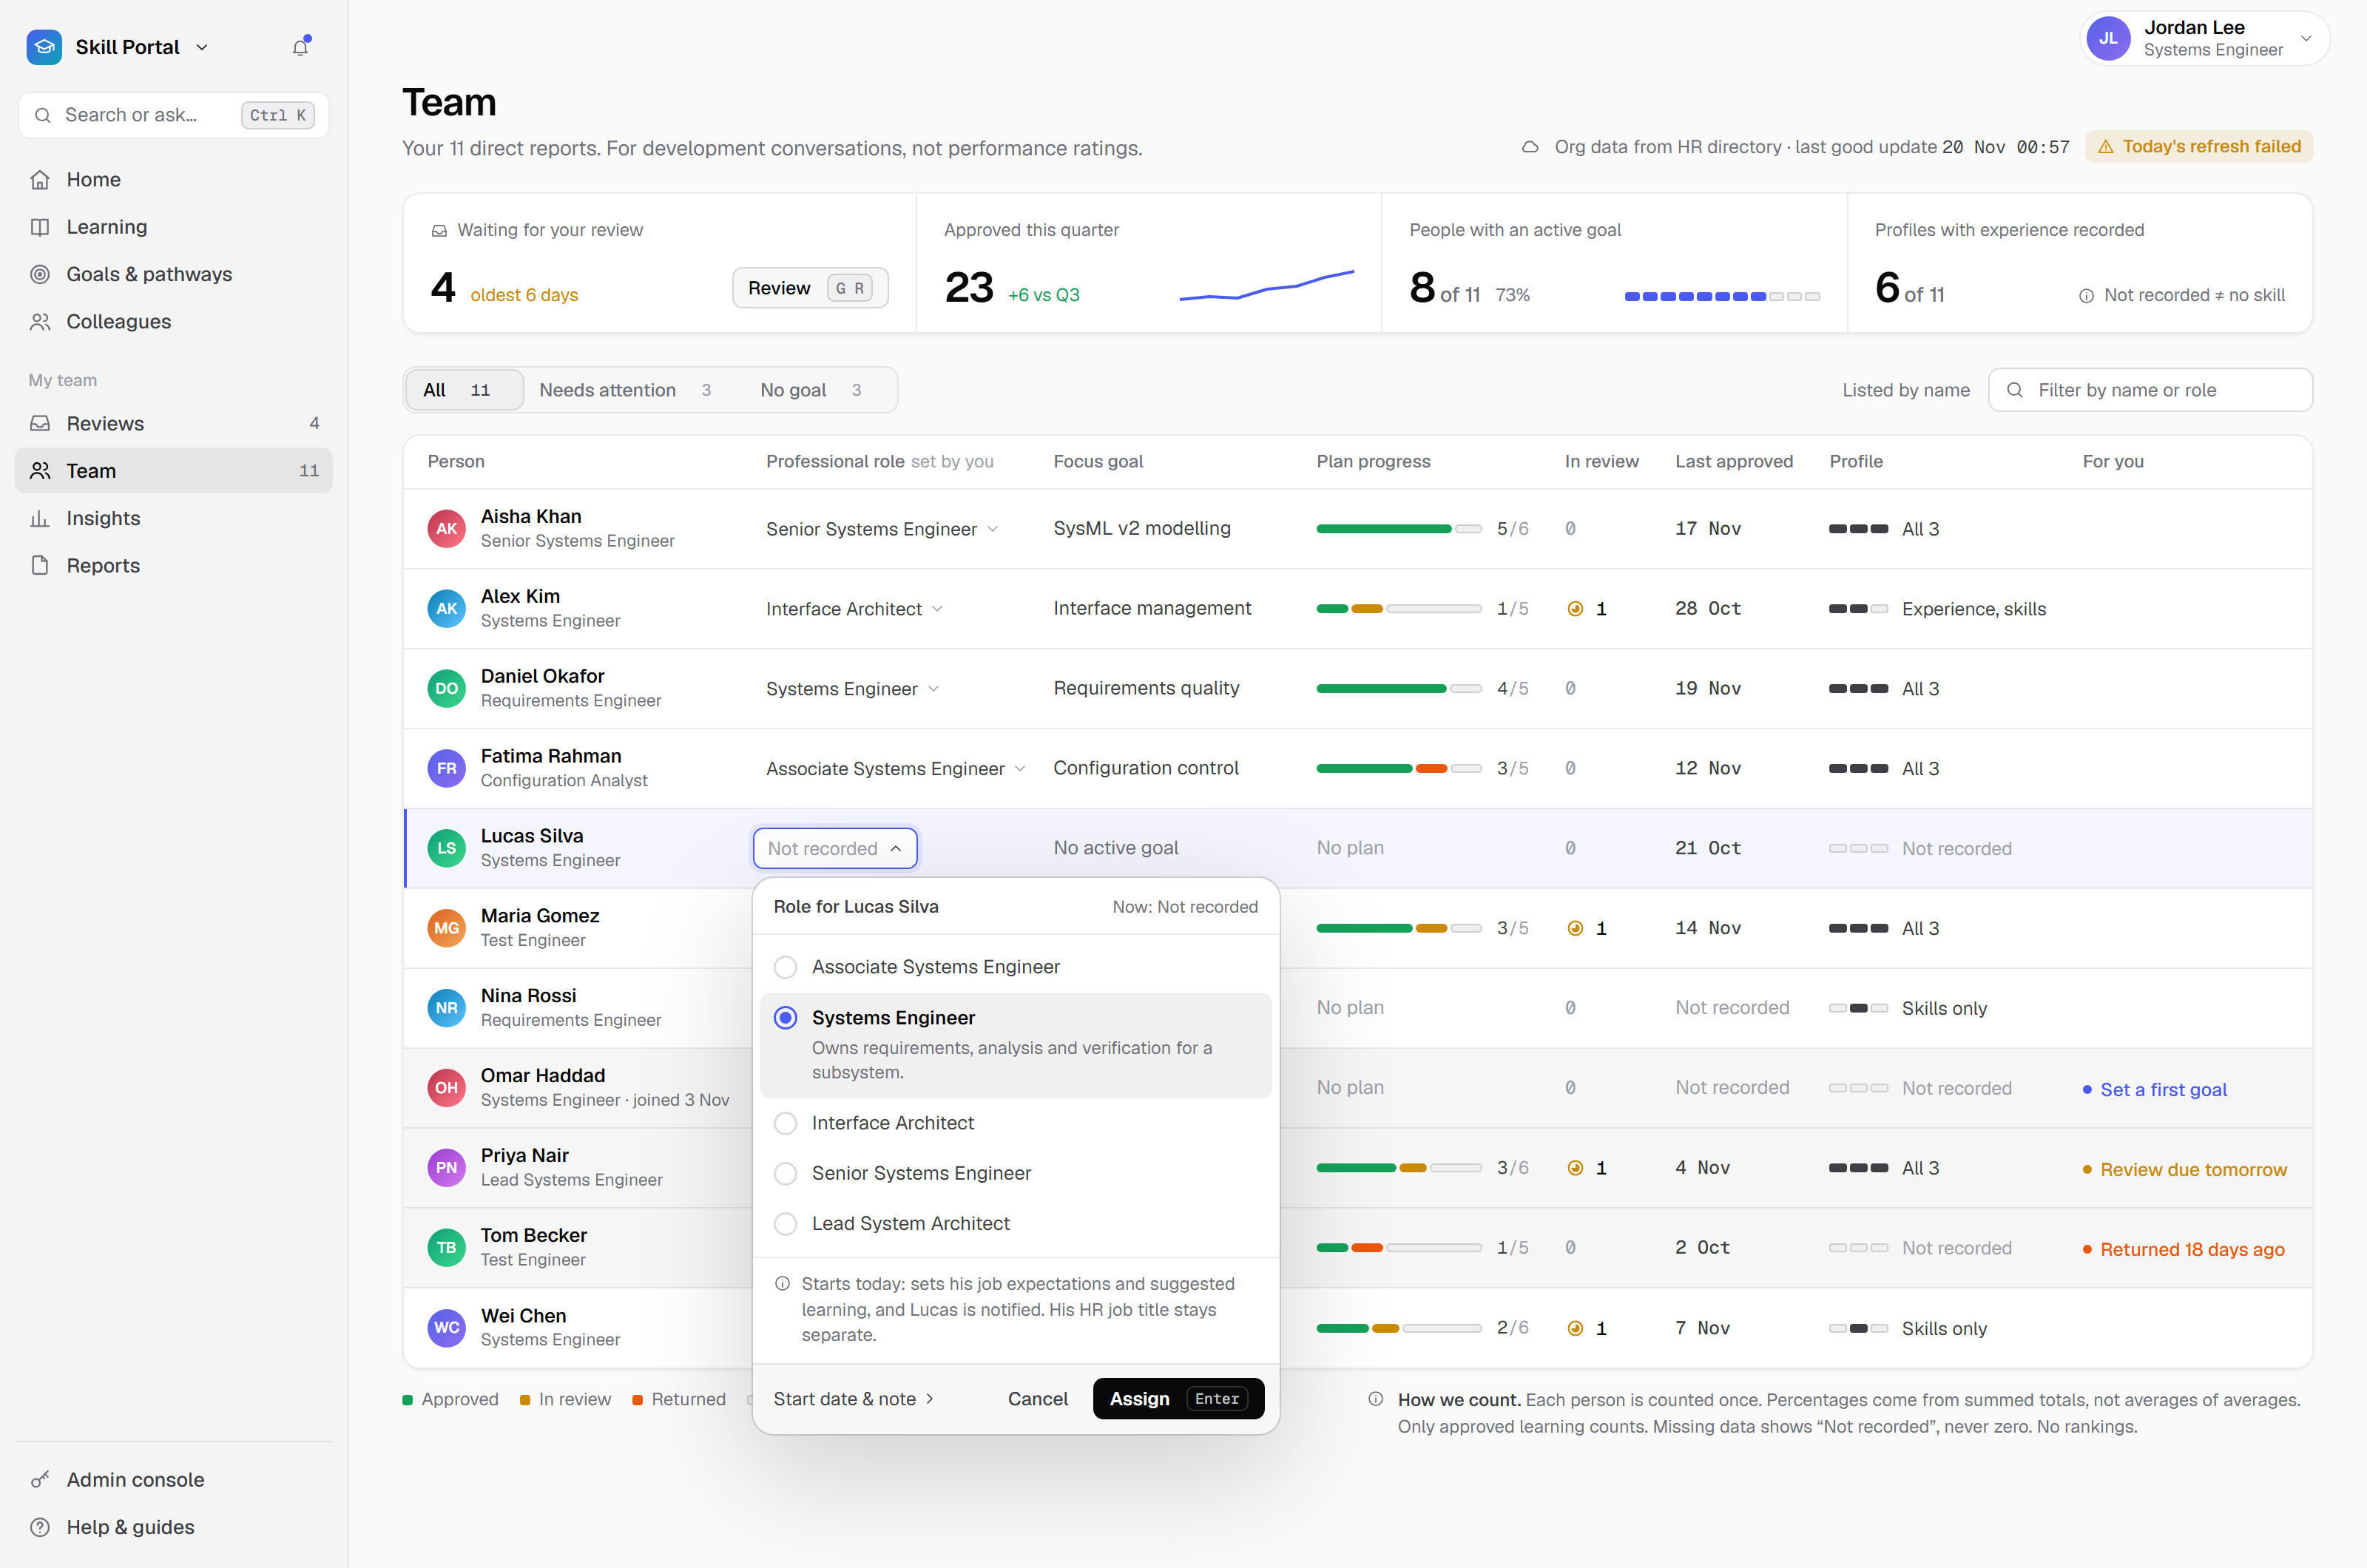 Skill Portal
Search or ask... Ctrl K
Home
Learning
Goals & pathways
Colleagues
My team
Reviews 4
Team 11
Insights
Reports
Admin console
Help & guides
JL Jordan Lee
Systems Engineer
Team
Your 11 direct reports. For development conversations, not performance ratings.
Org data from HR directory · last good update 20 Nov 00:57 Today's refresh failed
Waiting for your review
4 oldest 6 days Review G R
Approved this quarter
23 +6 vs Q3
People with an active goal
8 of 11 73%
Profiles with experience recorded
6 of 11 Not recorded ≠ no skill
All 11 Needs attention 3 No goal 3
Listed by name Filter by name or role
Person Professional role set by you Focus goal Plan progress In review Last approved Profile For you
AK Aisha Khan
Senior Systems Engineer
Senior Systems Engineer SysML v2 modelling 5/6 0 17 Nov All 3
AK Alex Kim
Systems Engineer
Interface Architect Interface management 1/5 1 28 Oct Experience, skills
DO Daniel Okafor
Requirements Engineer
Systems Engineer Requirements quality 4/5 0 19 Nov All 3
FR Fatima Rahman
Configuration Analyst
Associate Systems Engineer Configuration control 3/5 0 12 Nov All 3
LS Lucas Silva
Systems Engineer
Not recorded No active goal No plan 0 21 Oct Not recorded
MG Maria Gomez
Test Engineer
3/5 1 14 Nov All 3
NR Nina Rossi
Requirements Engineer
No plan 0 Not recorded Skills only
OH Omar Haddad
Systems Engineer · joined 3 Nov
No plan 0 Not recorded Not recorded Set a first goal
PN Priya Nair
Lead Systems Engineer
3/6 1 4 Nov All 3 Review due tomorrow
TB Tom Becker
Test Engineer
1/5 0 2 Oct Not recorded Returned 18 days ago
WC Wei Chen
Systems Engineer
2/6 1 7 Nov Skills only
Role for Lucas Silva Now: Not recorded
Associate Systems Engineer
Systems Engineer
Owns requirements, analysis and verification for a
subsystem.
Interface Architect
Senior Systems Engineer
Lead System Architect
Starts today: sets his job expectations and suggested
learning, and Lucas is notified. His HR job title stays
separate.
Start date & note Cancel Assign Enter
Approved In review Returned
How we count. Each person is counted once. Percentages come from summed totals, not averages of averages.
Only approved learning counts. Missing data shows “Not recorded”, never zero. No rankings.